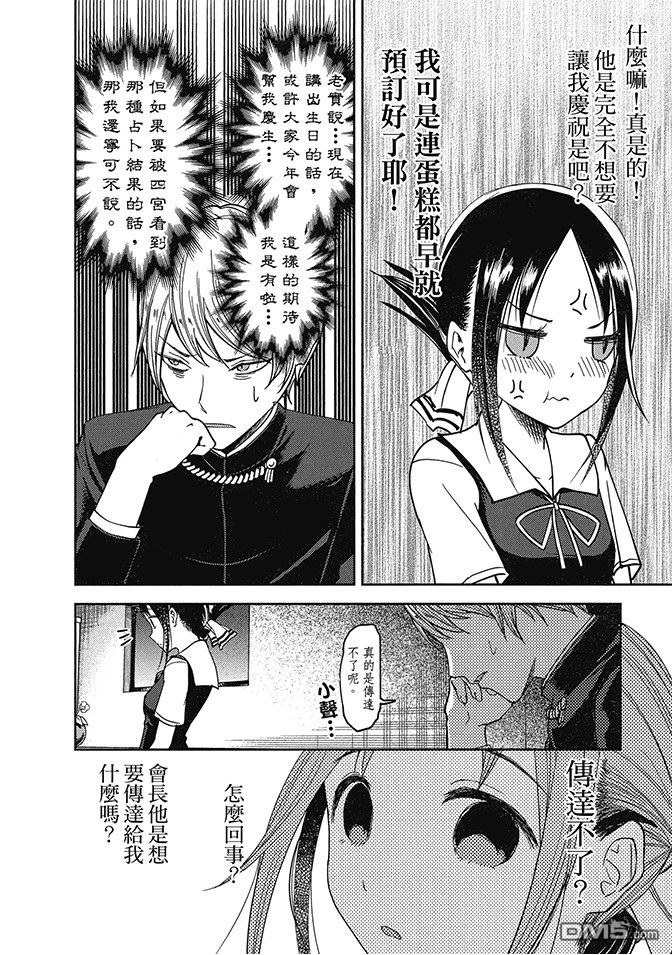 什麼嘛！真是的！
他是完全不想要
讓我慶祝是吧？
我可是連蛋糕都早就
預訂好了耶！
老實說…現在
講出生日的話，
或許大家今年會
幫我慶生…
這樣的期待
我是有啦…
但如果要被四宮看到
那種占卜結果的話，
那我還寧可不說。
真的是傳達
不了呢。
小聲…
傳達不了？
怎麼回事？
會長他是想
要傳達給我
什麼嗎？
DM5.com